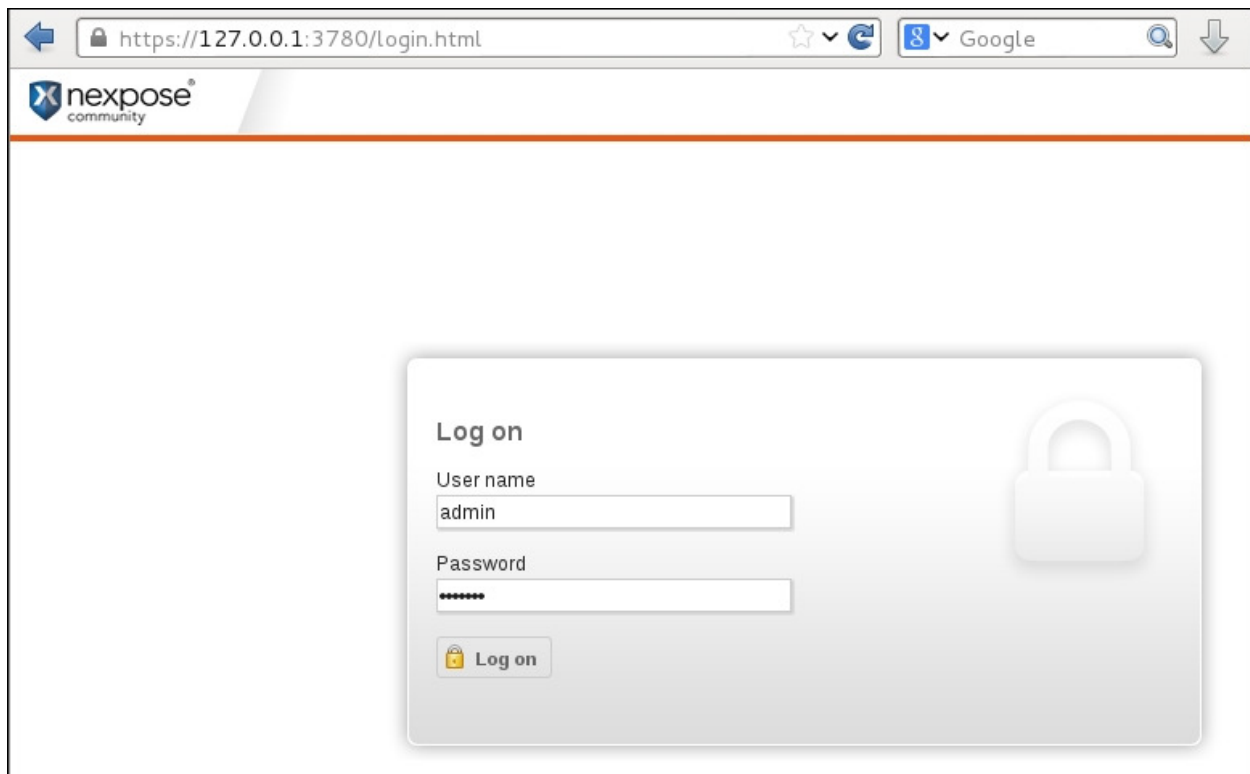 https://127.0.0.1:3780/login.html
Google
nexpose®
community
Log on
User name
admin
Password
•••••••
Log on